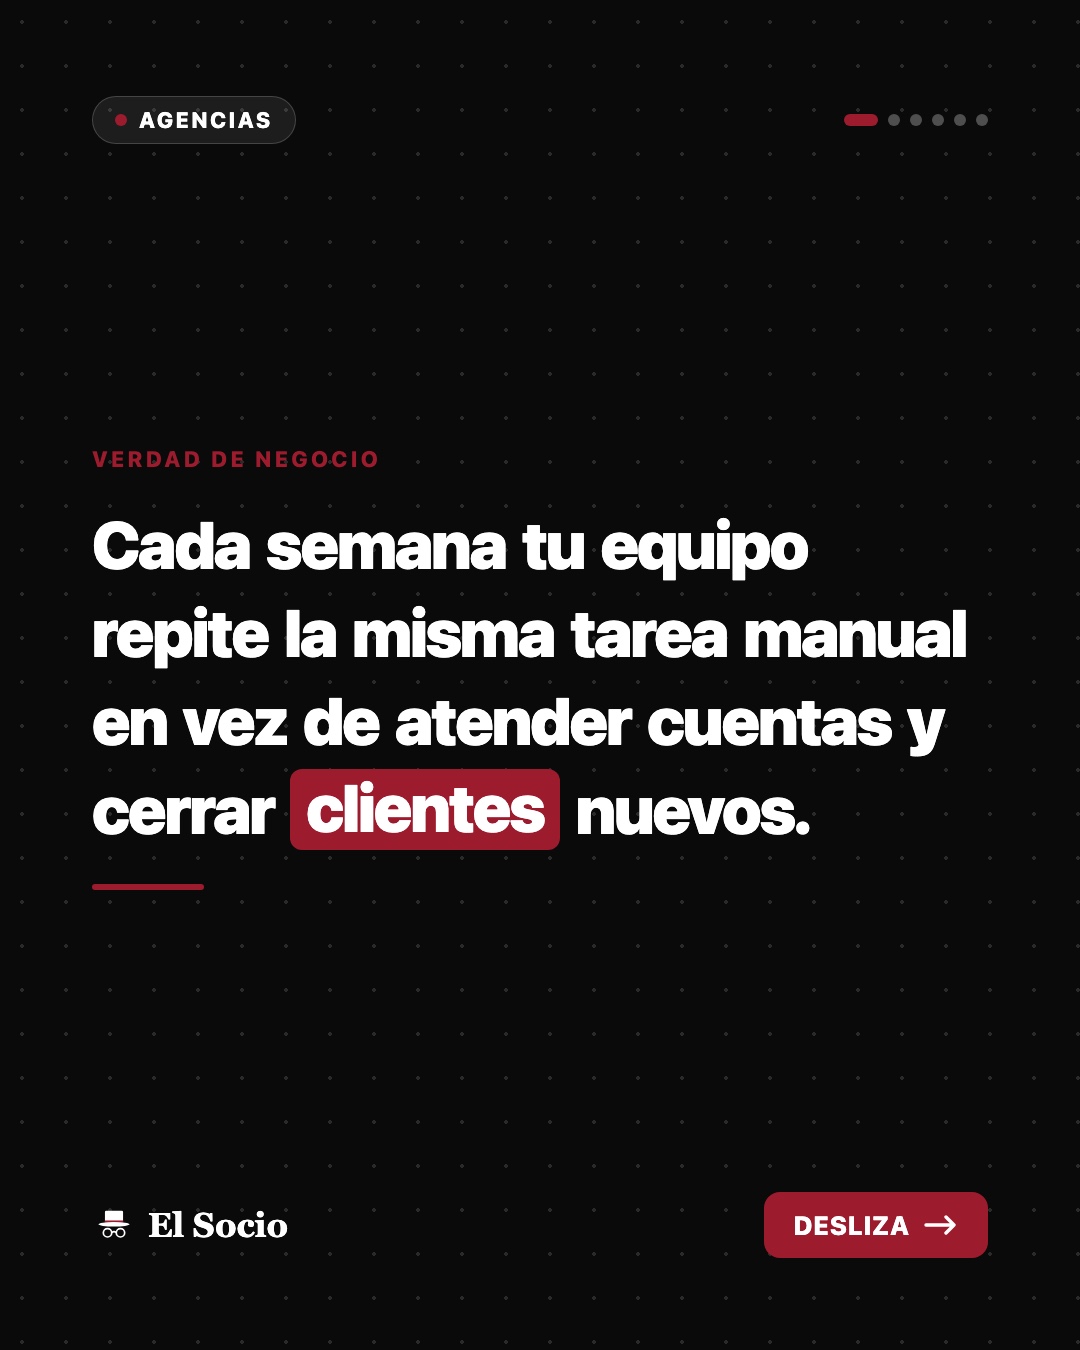 AGENCIAS
VERDAD DE NEGOCIO
Cada semana tu equipo
repite la misma tarea manual
en vez de atender cuentas y
cerrar clientes nuevos.
El Socio
DESLIZA →